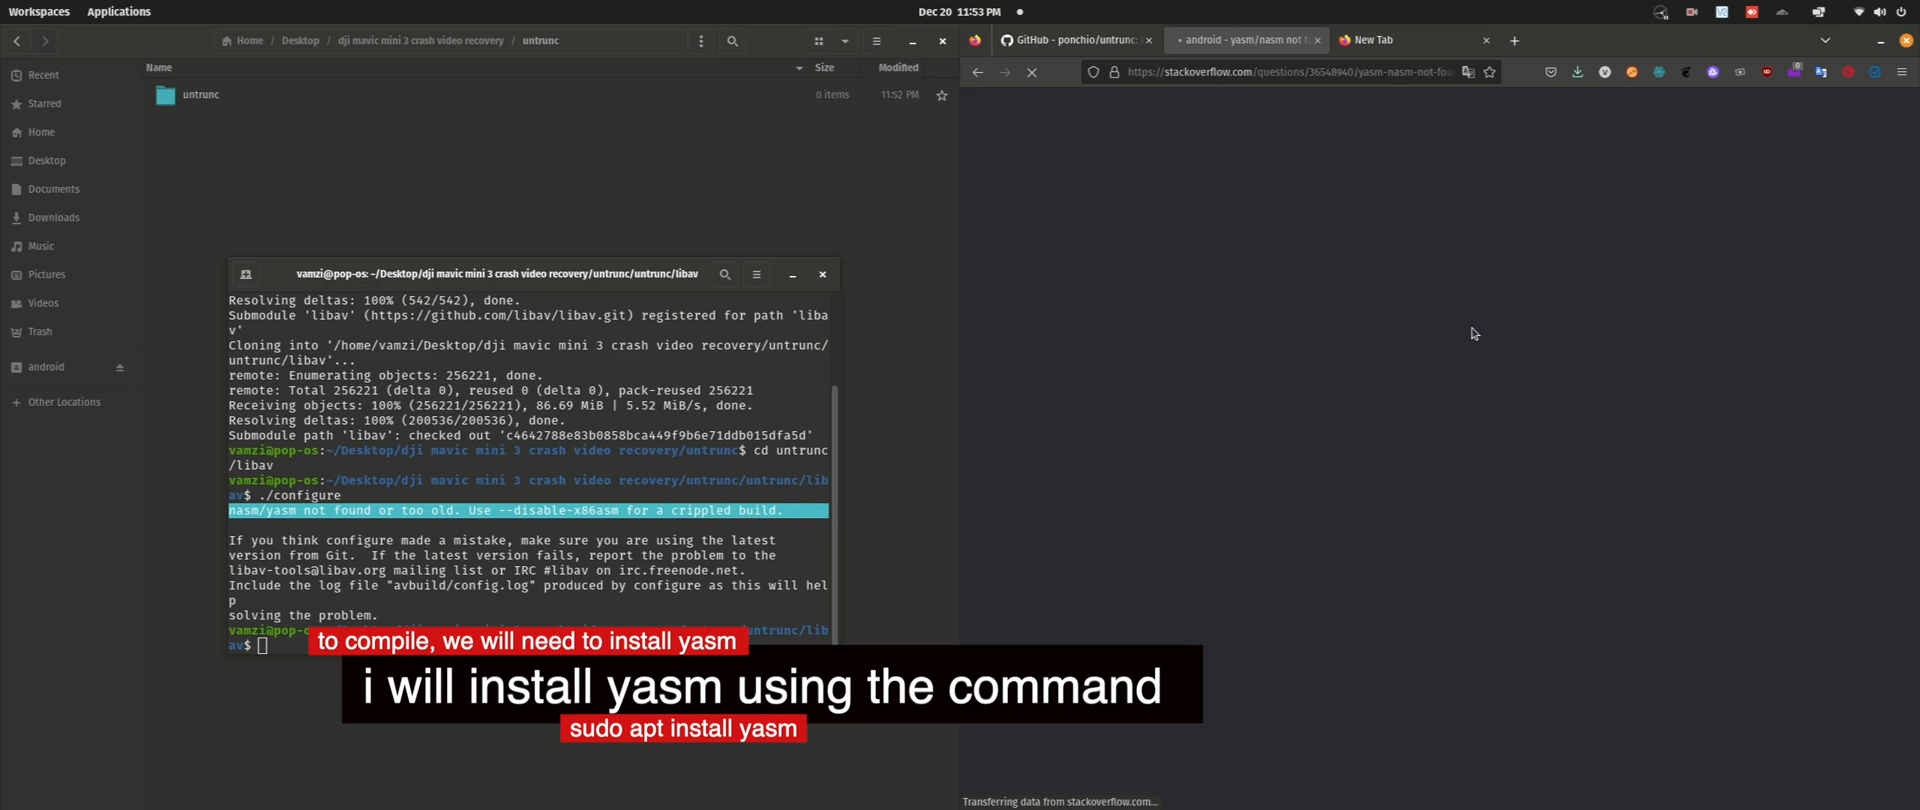 Workspaces Applications
Dec 20 11:53 PM
Home / Desktop / dji mavic mini 3 crash video recovery / untrunc
GitHub - ponchio/untrunc:
android - yasm/nasm not f
New Tab
https://stackoverflow.com/questions/36548940/yasm-nasm-not-fou
Name Size Modified
untrunc 0 items 11:52 PM
Recent
Starred
Home
Desktop
Documents
Downloads
Music
Pictures
Videos
Trash
android
+ Other Locations
vamzi@pop-os: ~/Desktop/dji mavic mini 3 crash video recovery/untrunc/untrunc/libav
Resolving deltas: 100% (542/542), done.
Submodule 'libav' (https://github.com/libav/libav.git) registered for path 'liba
v'
Cloning into '/home/vamzi/Desktop/dji mavic mini 3 crash video recovery/untrunc/
untrunc/libav'...
remote: Enumerating objects: 256221, done.
remote: Total 256221 (delta 0), reused 0 (delta 0), pack-reused 256221
Receiving objects: 100% (256221/256221), 86.69 MiB | 5.52 MiB/s, done.
Resolving deltas: 100% (200536/200536), done.
Submodule path 'libav': checked out 'c4642788e83b0858bca449f9b6e71ddb015dfa5d'
vamzi@pop-os:~/Desktop/dji mavic mini 3 crash video recovery/untrunc$ cd untrunc
/libav
vamzi@pop-os:~/Desktop/dji mavic mini 3 crash video recovery/untrunc/untrunc/lib
av$ ./configure
nasm/yasm not found or too old. Use --disable-x86asm for a crippled build.
If you think configure made a mistake, make sure you are using the latest
version from Git. If the latest version fails, report the problem to the
libav-tools@libav.org mailing list or IRC #libav on irc.freenode.net.
Include the log file "avbuild/config.log" produced by configure as this will hel
p
solving the problem.
vamzi@pop-o untrunc/lib
av$
to compile, we will need to install yasm
i will install yasm using the command
sudo apt install yasm
Transferring data from stackoverflow.com...